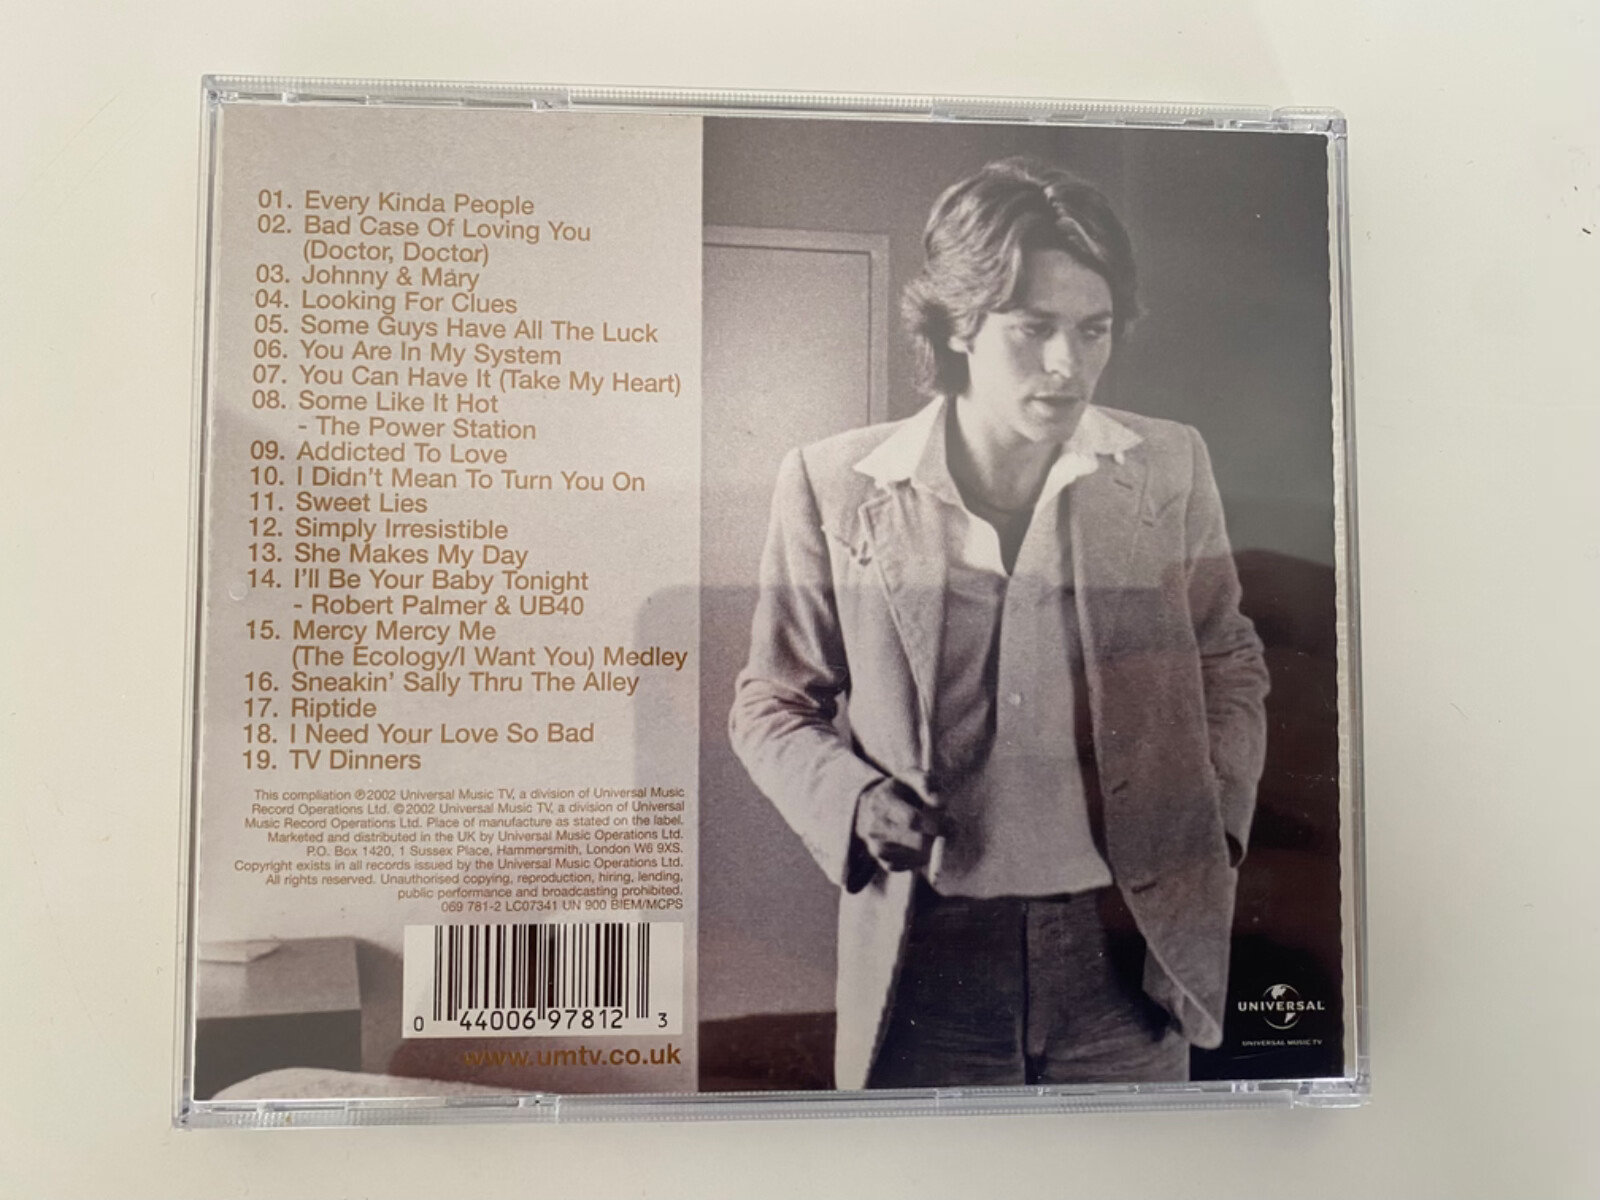 01. Every Kinda People
02. Bad Case Of Loving You
(Doctor, Doctor)
03. Johnny & Mary
04. Looking For Clues
05. Some Guys Have All The Luck
06. You Are In My System
07. You Can Have It (Take My Heart)
08. Some Like It Hot
- The Power Station
09. Addicted To Love
10. I Didn't Mean To Turn You On
11. Sweet Lies
12. Simply Irresistible
13. She Makes My Day
14. I'll Be Your Baby Tonight
- Robert Palmer & UB40
15. Mercy Mercy Me
(The Ecology/I Want You) Medley
16. Sneakin' Sally Thru The Alley
17. Riptide
18. I Need Your Love So Bad
19. TV Dinners
This compliation ℗2002 Universal Music TV, a division of Universal Music
Record Operations Ltd. ©2002 Universal Music TV, a division of Universal
Music Record Operations Ltd. Place of manufacture as stated on the label.
Marketed and distributed in the UK by Universal Music Operations Ltd.
P.O. Box 1420, 1 Sussex Place, Hammersmith, London W6 9XS.
Copyright exists in all records issued by the Universal Music Operations Ltd.
All rights reserved. Unauthorised copying, reproduction, hiring, lending,
public performance and broadcasting prohibited.
069 781-2 LC07341 UN 900 BIEM/MCPS
0 44006 97812 3
www.umtv.co.uk
UNIVERSAL
UNIVERSAL MUSIC TV